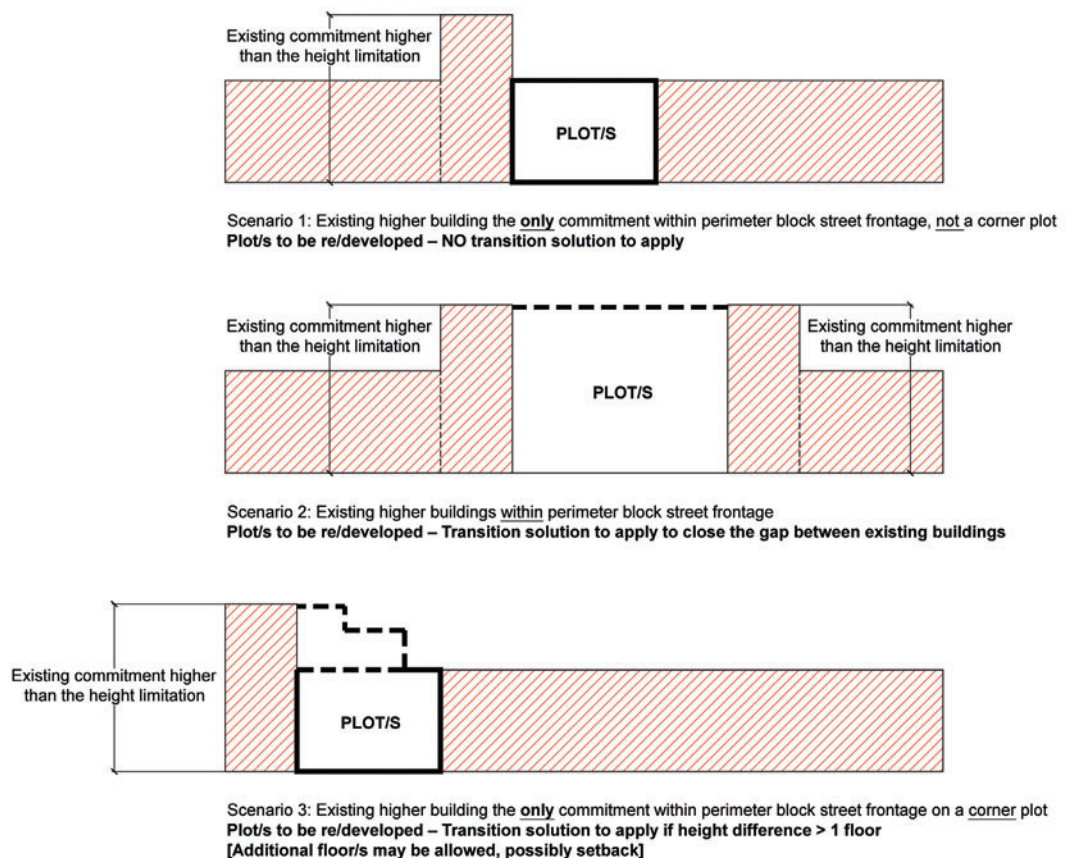 Existing commitment higher
than the height limitation
PLOT/S
Scenario 1: Existing higher building the only commitment within perimeter block street frontage, not a corner plot
Plot/s to be re/developed – NO transition solution to apply
Existing commitment higher
than the height limitation
PLOT/S
Existing commitment higher
than the height limitation
Scenario 2: Existing higher buildings within perimeter block street frontage
Plot/s to be re/developed – Transition solution to apply to close the gap between existing buildings
Existing commitment higher
than the height limitation
PLOT/S
Scenario 3: Existing higher building the only commitment within perimeter block street frontage on a corner plot
Plot/s to be re/developed – Transition solution to apply if height difference > 1 floor
[Additional floor/s may be allowed, possibly setback]